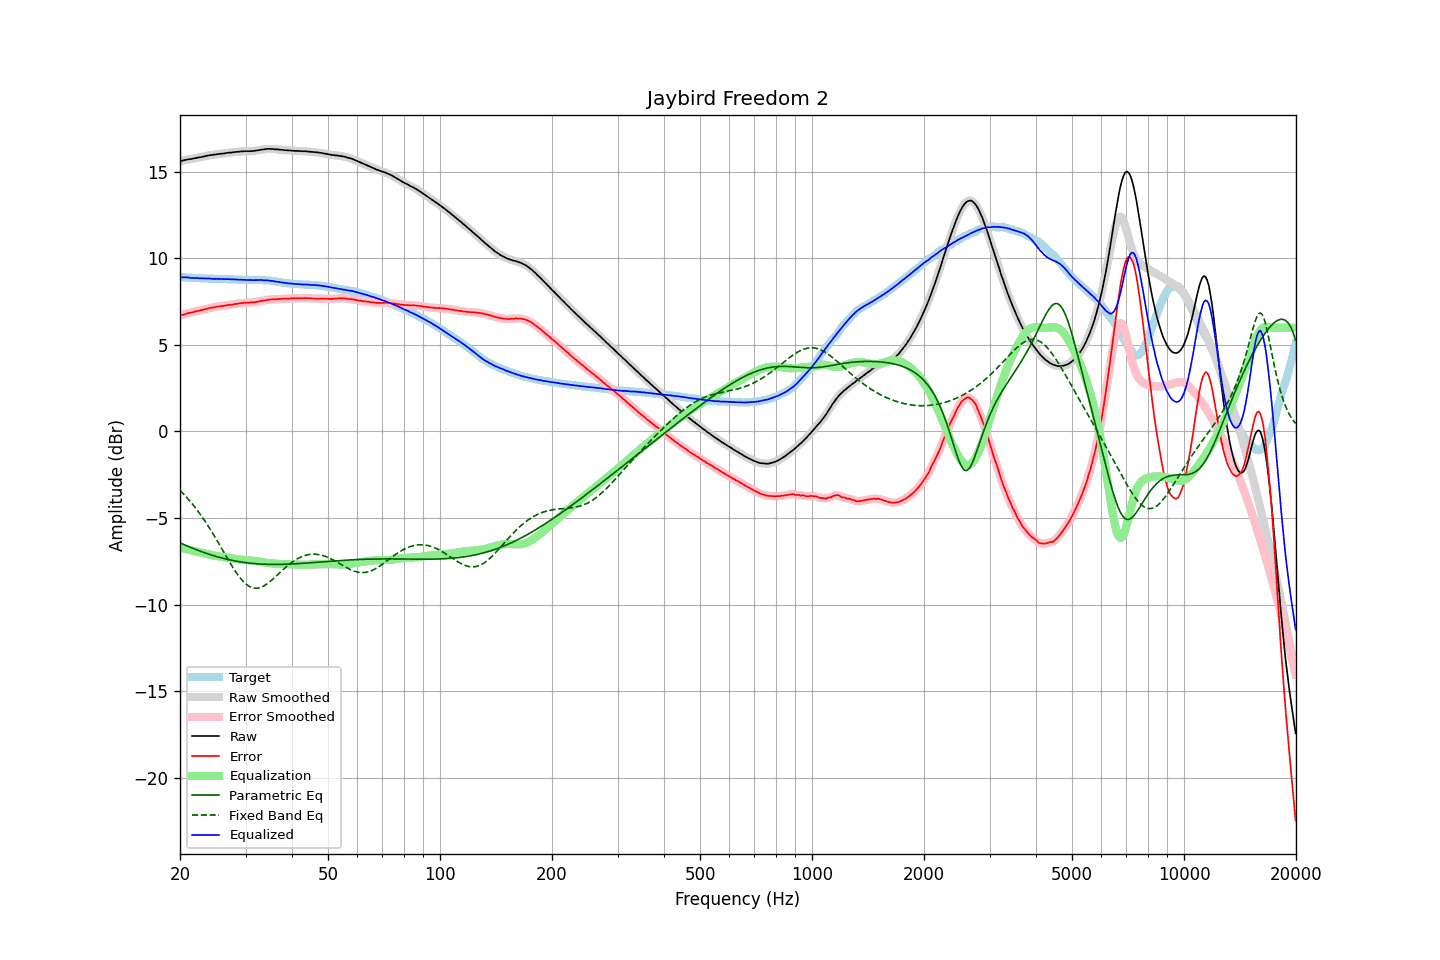 Jaybird Freedom 2
Amplitude (dBr)
15
10
5
0
−5
−10
−15
−20
Target
Raw Smoothed
Error Smoothed
Raw
Error
Equalization
Parametric Eq
Fixed Band Eq
Equalized
20 50 100 200 500 1000 2000 5000 10000 20000
Frequency (Hz)